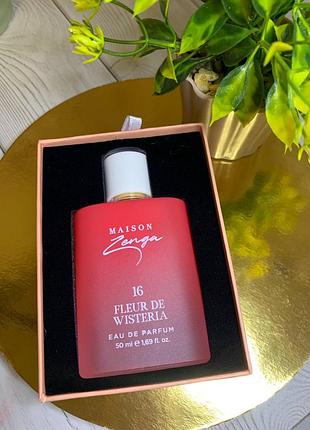 MAISON
Zenga
16
FLEUR DE
WISTERIA
EAU DE PARFUM
50 ml ℮ 1,69 fl. oz.